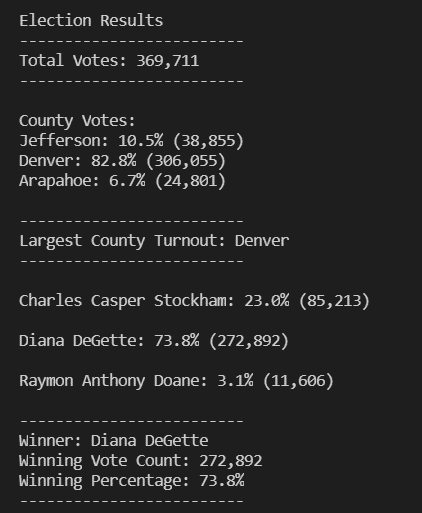 Election Results
-------------------------
Total Votes: 369,711
-------------------------
County Votes:
Jefferson: 10.5% (38,855)
Denver: 82.8% (306,055)
Arapahoe: 6.7% (24,801)
-------------------------
Largest County Turnout: Denver
-------------------------
Charles Casper Stockham: 23.0% (85,213)
Diana DeGette: 73.8% (272,892)
Raymon Anthony Doane: 3.1% (11,606)
-------------------------
Winner: Diana DeGette
Winning Vote Count: 272,892
Winning Percentage: 73.8%
-------------------------